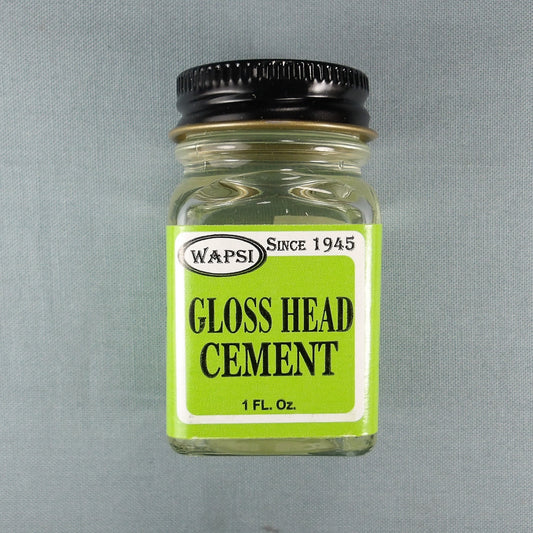 WAPSI SINCE 1945
GLOSS HEAD
CEMENT
1 FL. Oz.